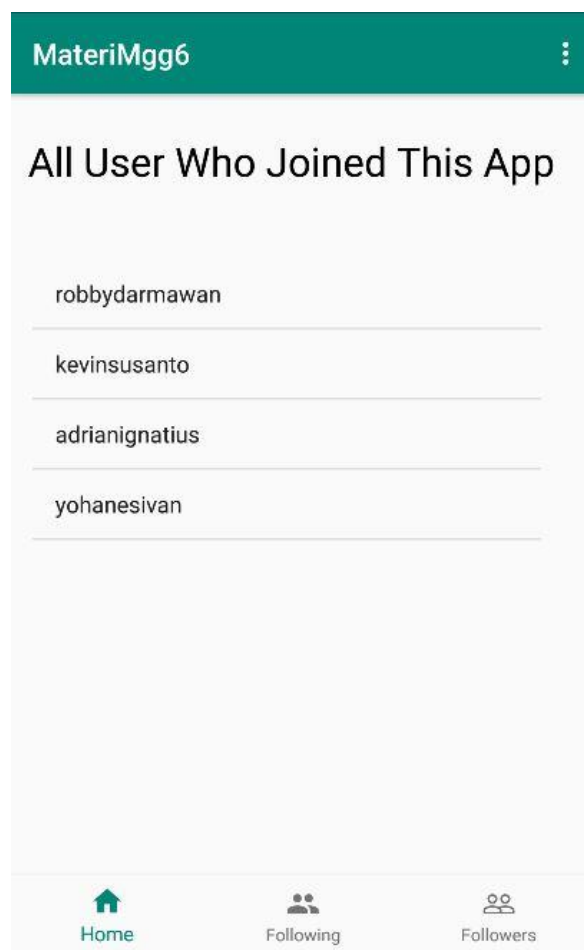 MateriMgg6
All User Who Joined This App
robbydarmawan
kevinsusanto
adrianignatius
yohanesivan
Home Following Followers